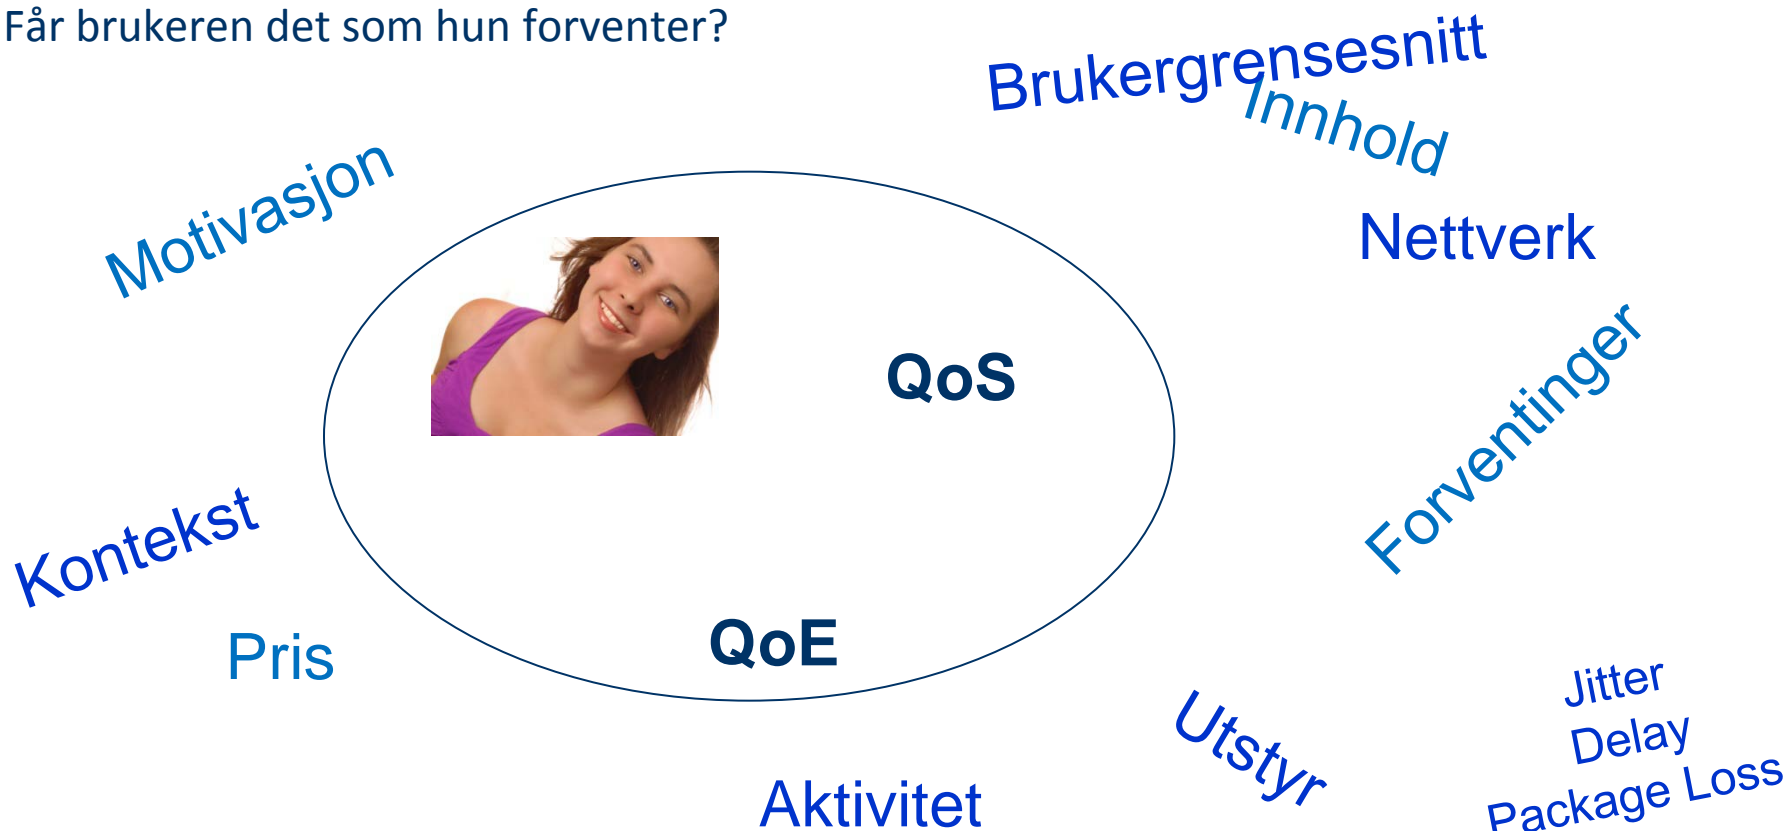 Får brukeren det som hun forventer?
Brukergrensesnitt
Innhold
Motivasjon
Nettverk
QoS
Forventinger
Kontekst
QoE
Pris
Utstyr
Jitter
Delay
Package Loss
Aktivitet